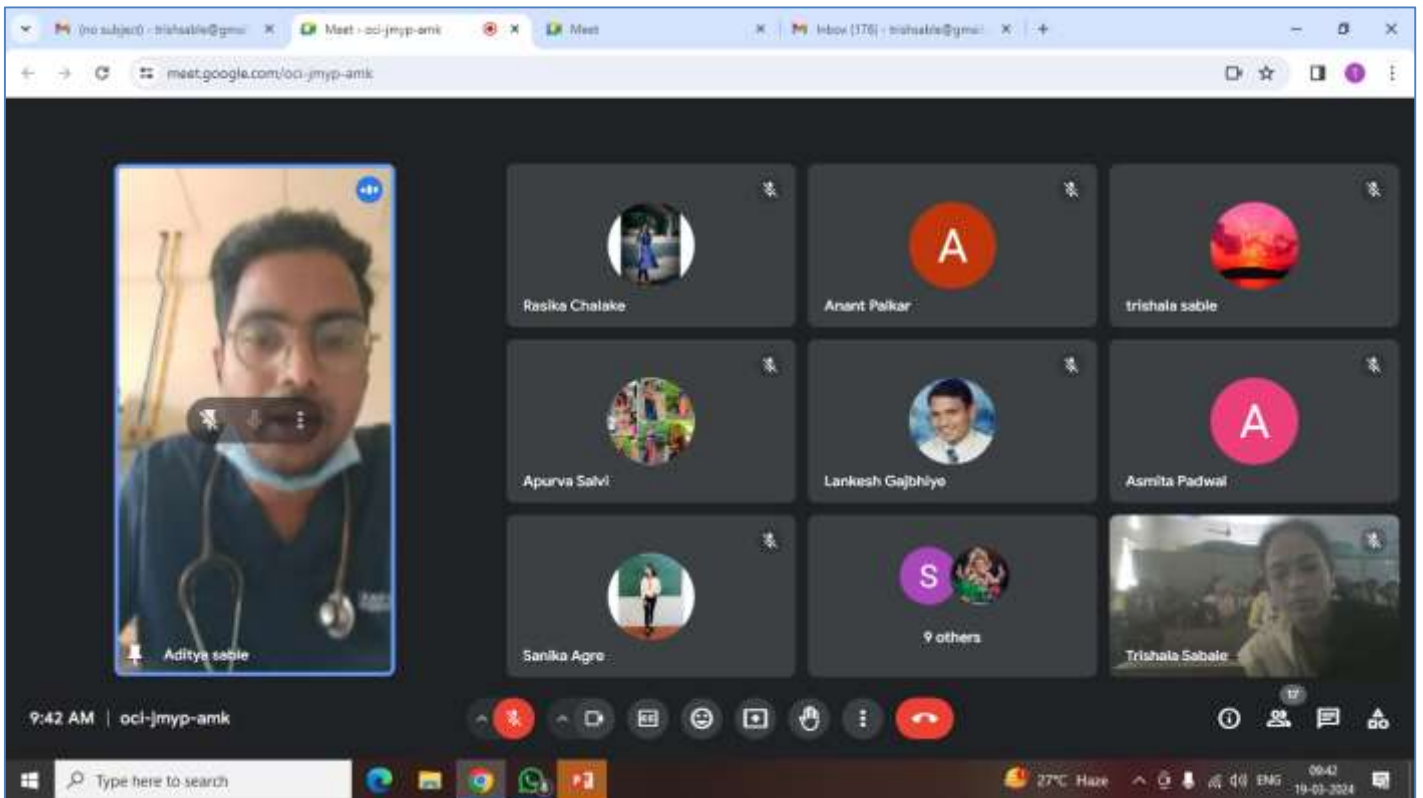 (no subject) - trishsable@gmai
Meet - oci-jmyp-amk
Meet
Inbox (176) - trishsable@gmai
meet.google.com/oci-jmyp-amk
Aditya sable
Rasika Chalake
Anant Palkar
trishala sable
Apurva Salvi
Lankesh Gajbhiye
Asmita Padwal
Sanika Agre
9 others
Trishala Sabale
A
A
S
9:42 AM | oci-jmyp-amk
CC
17
Type here to search
27°C Haze
ENG
09:42
19-03-2024